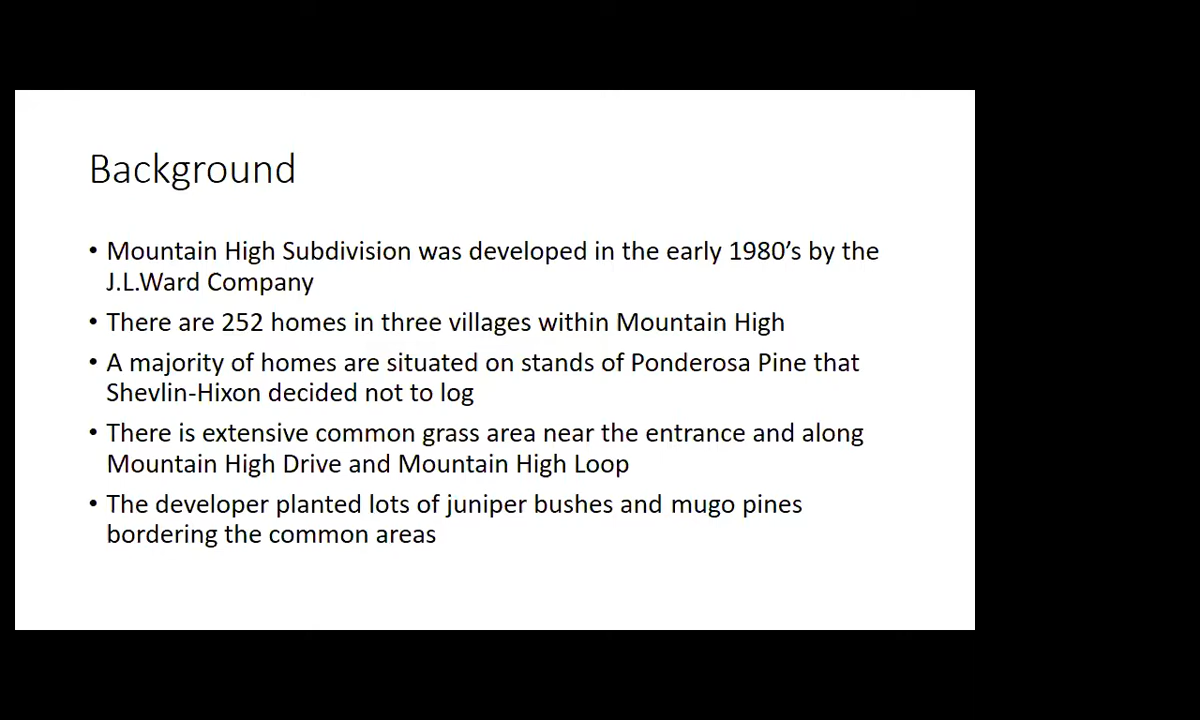 Background
• Mountain High Subdivision was developed in the early 1980’s by the
J.L.Ward Company
• There are 252 homes in three villages within Mountain High
• A majority of homes are situated on stands of Ponderosa Pine that
Shevlin-Hixon decided not to log
• There is extensive common grass area near the entrance and along
Mountain High Drive and Mountain High Loop
• The developer planted lots of juniper bushes and mugo pines
bordering the common areas